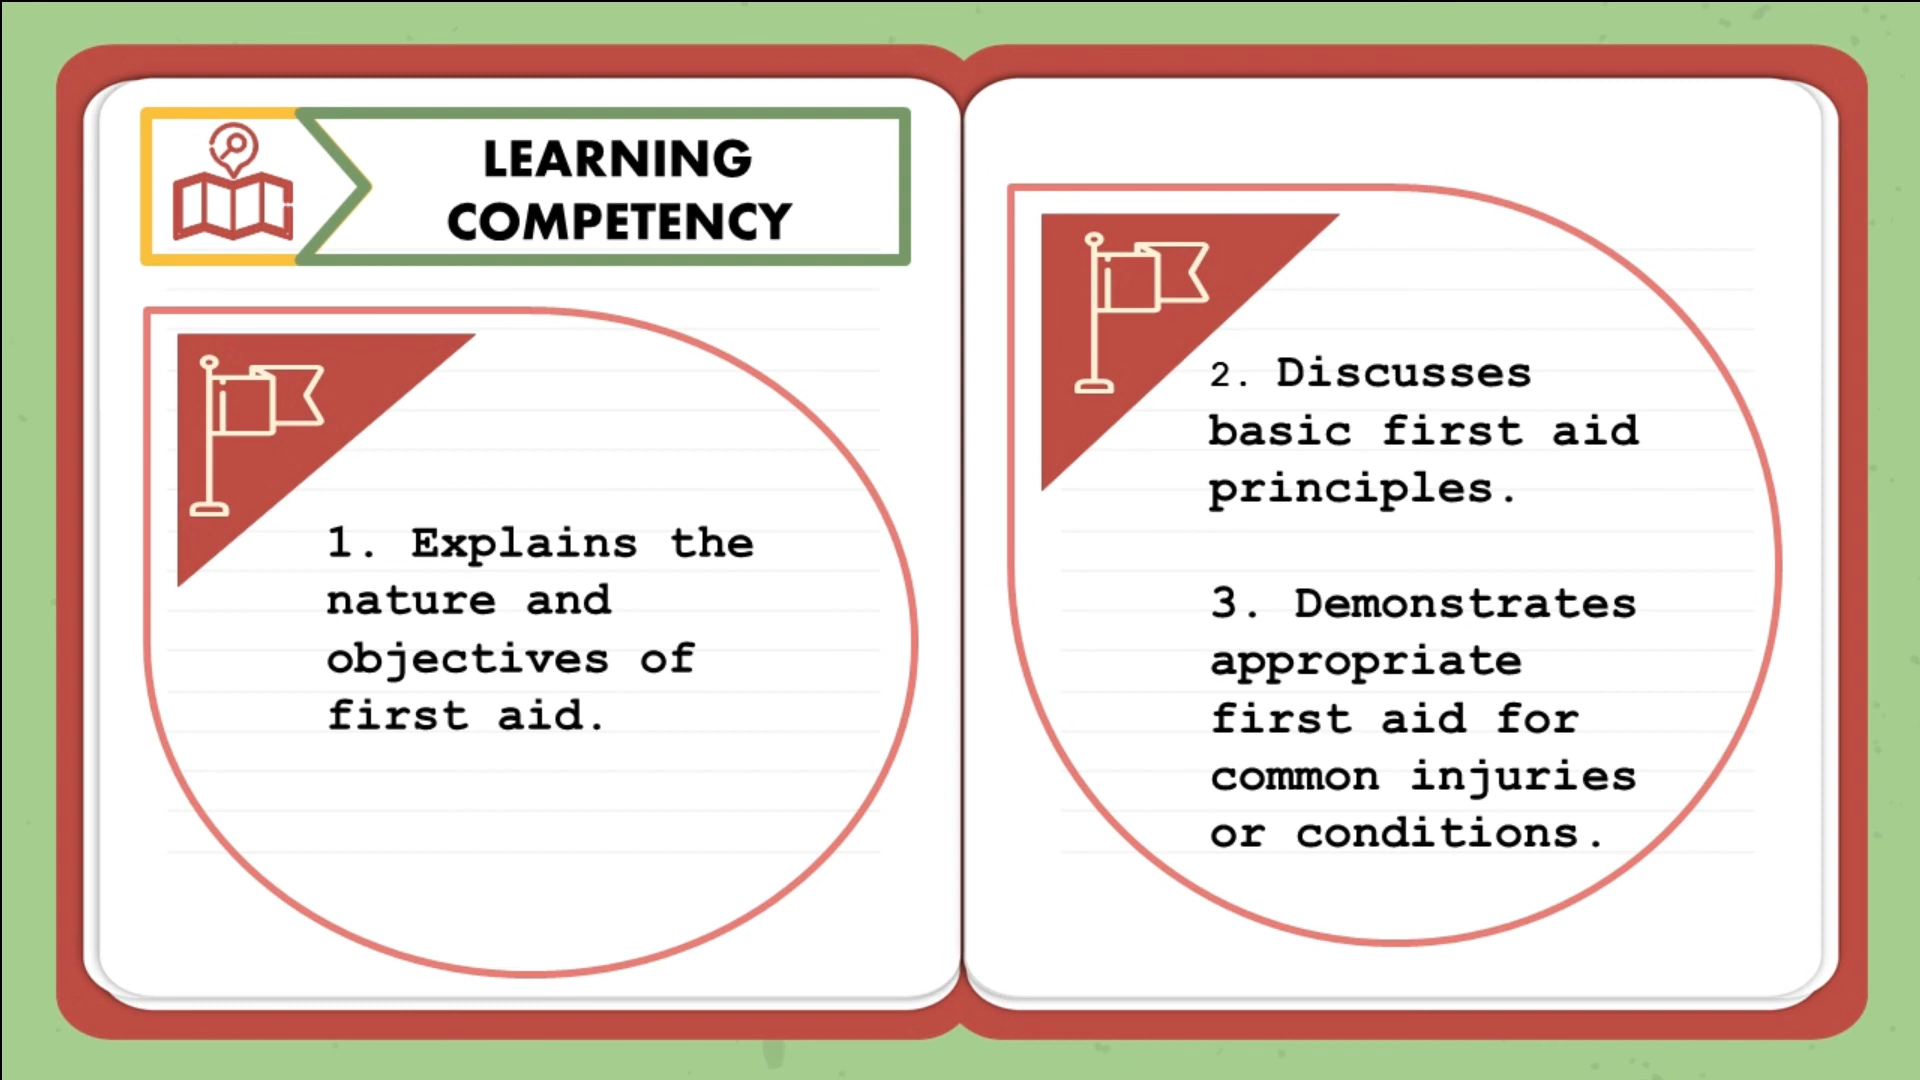 LEARNING
COMPETENCY
1. Explains the
nature and
objectives of
first aid.
2. Discusses
basic first aid
principles.
3. Demonstrates
appropriate
first aid for
common injuries
or conditions.